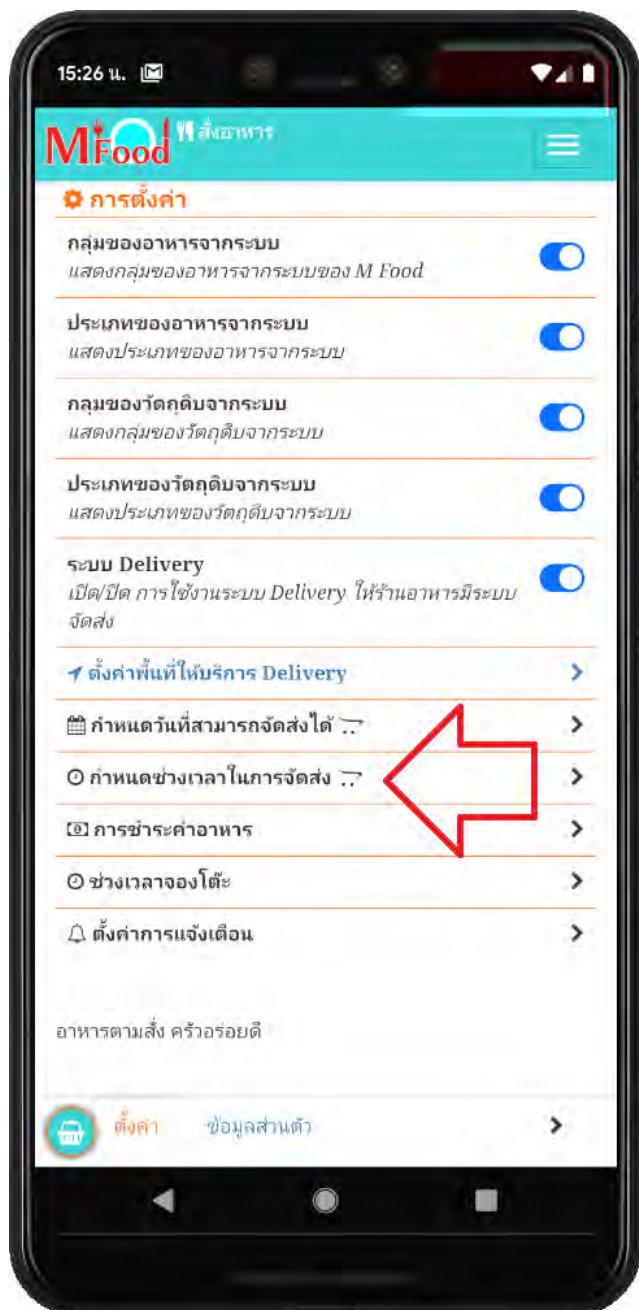 15:26 น.
MFood สั่งอาหาร
การตั้งค่า
กลุ่มของอาหารจากระบบ
แสดงกลุ่มของอาหารจากระบบของ M Food
ประเภทของอาหารจากระบบ
แสดงประเภทของอาหารจากระบบ
กลุมของวัตถุดิบจากระบบ
แสดงกลุ่มของวัตถุดิบจากระบบ
ประเภทของวัตถุดิบจากระบบ
แสดงประเภทของวัตถุดิบจากระบบ
ระบบ Delivery
เปิด/ปิด การใช้งานระบบ Delivery ให้ร้านอาหารมีระบบ
จัดส่ง
ตั้งค่าพื้นที่ให้บริการ Delivery
กำหนดวันที่สามารถจัดส่งได้
กำหนดช่วงเวลาในการจัดส่ง
การชำระค่าอาหาร
ช่วงเวลาจองโต๊ะ
ตั้งค่าการแจ้งเตือน
อาหารตามสั่ง ครัวอร่อยดี
ตั้งค่า ข้อมูลส่วนตัว